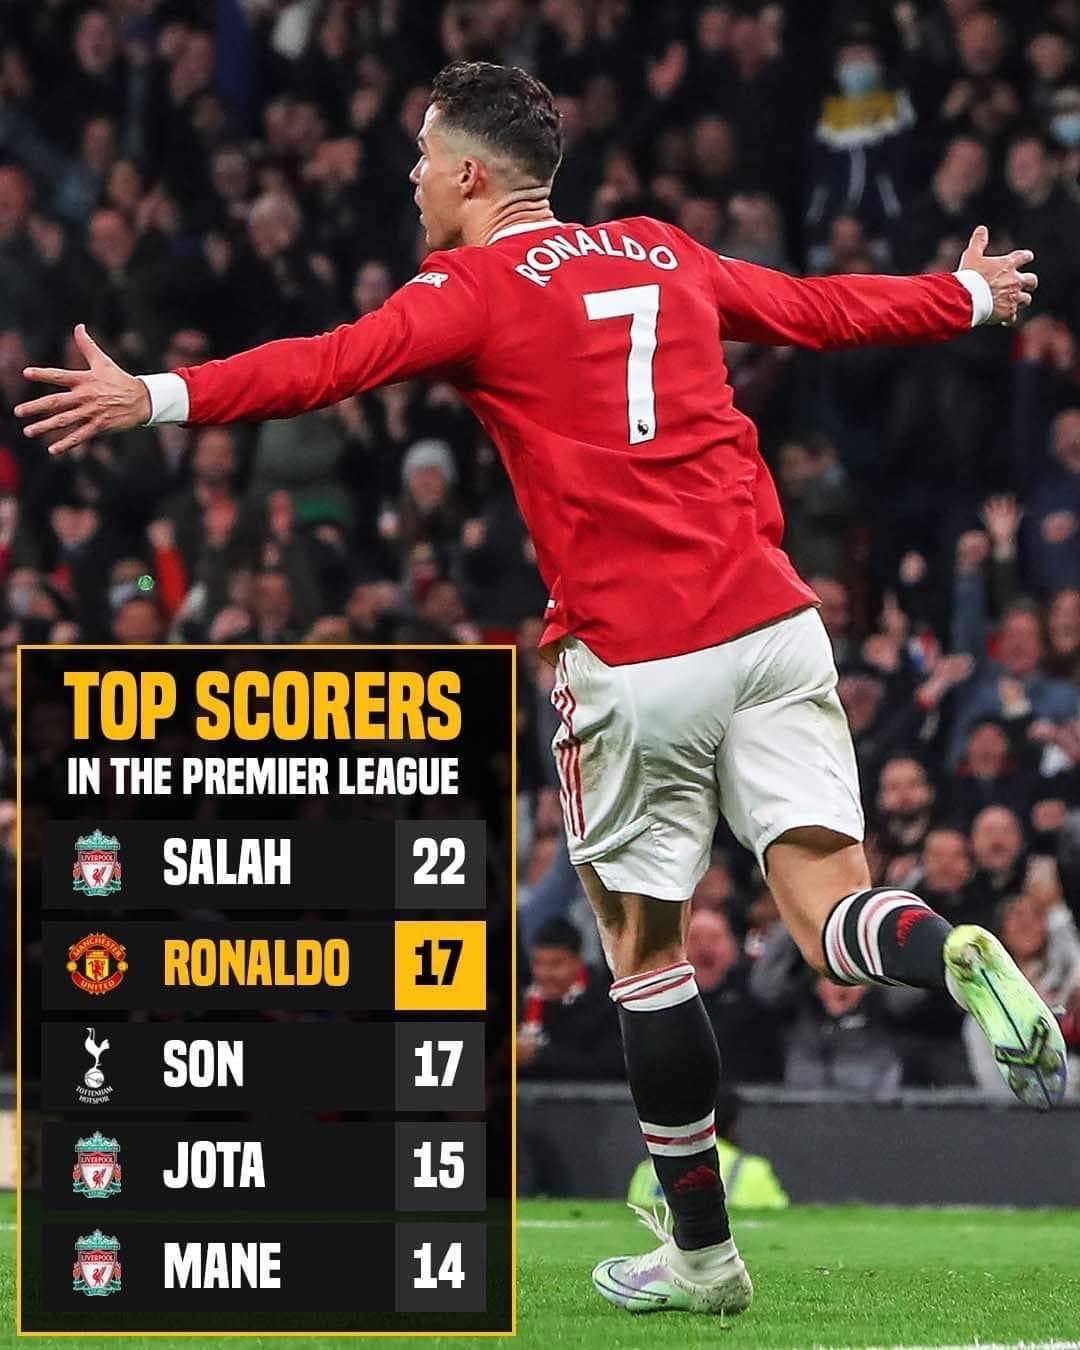 RONALDO
7
TOP SCORERS
IN THE PREMIER LEAGUE
LIVERPOOL
SALAH 22
MANCHESTER
UNITED
RONALDO 17
TOTTENHAM
HOTSPUR
SON 17
LIVERPOOL
JOTA 15
LIVERPOOL
MANE 14